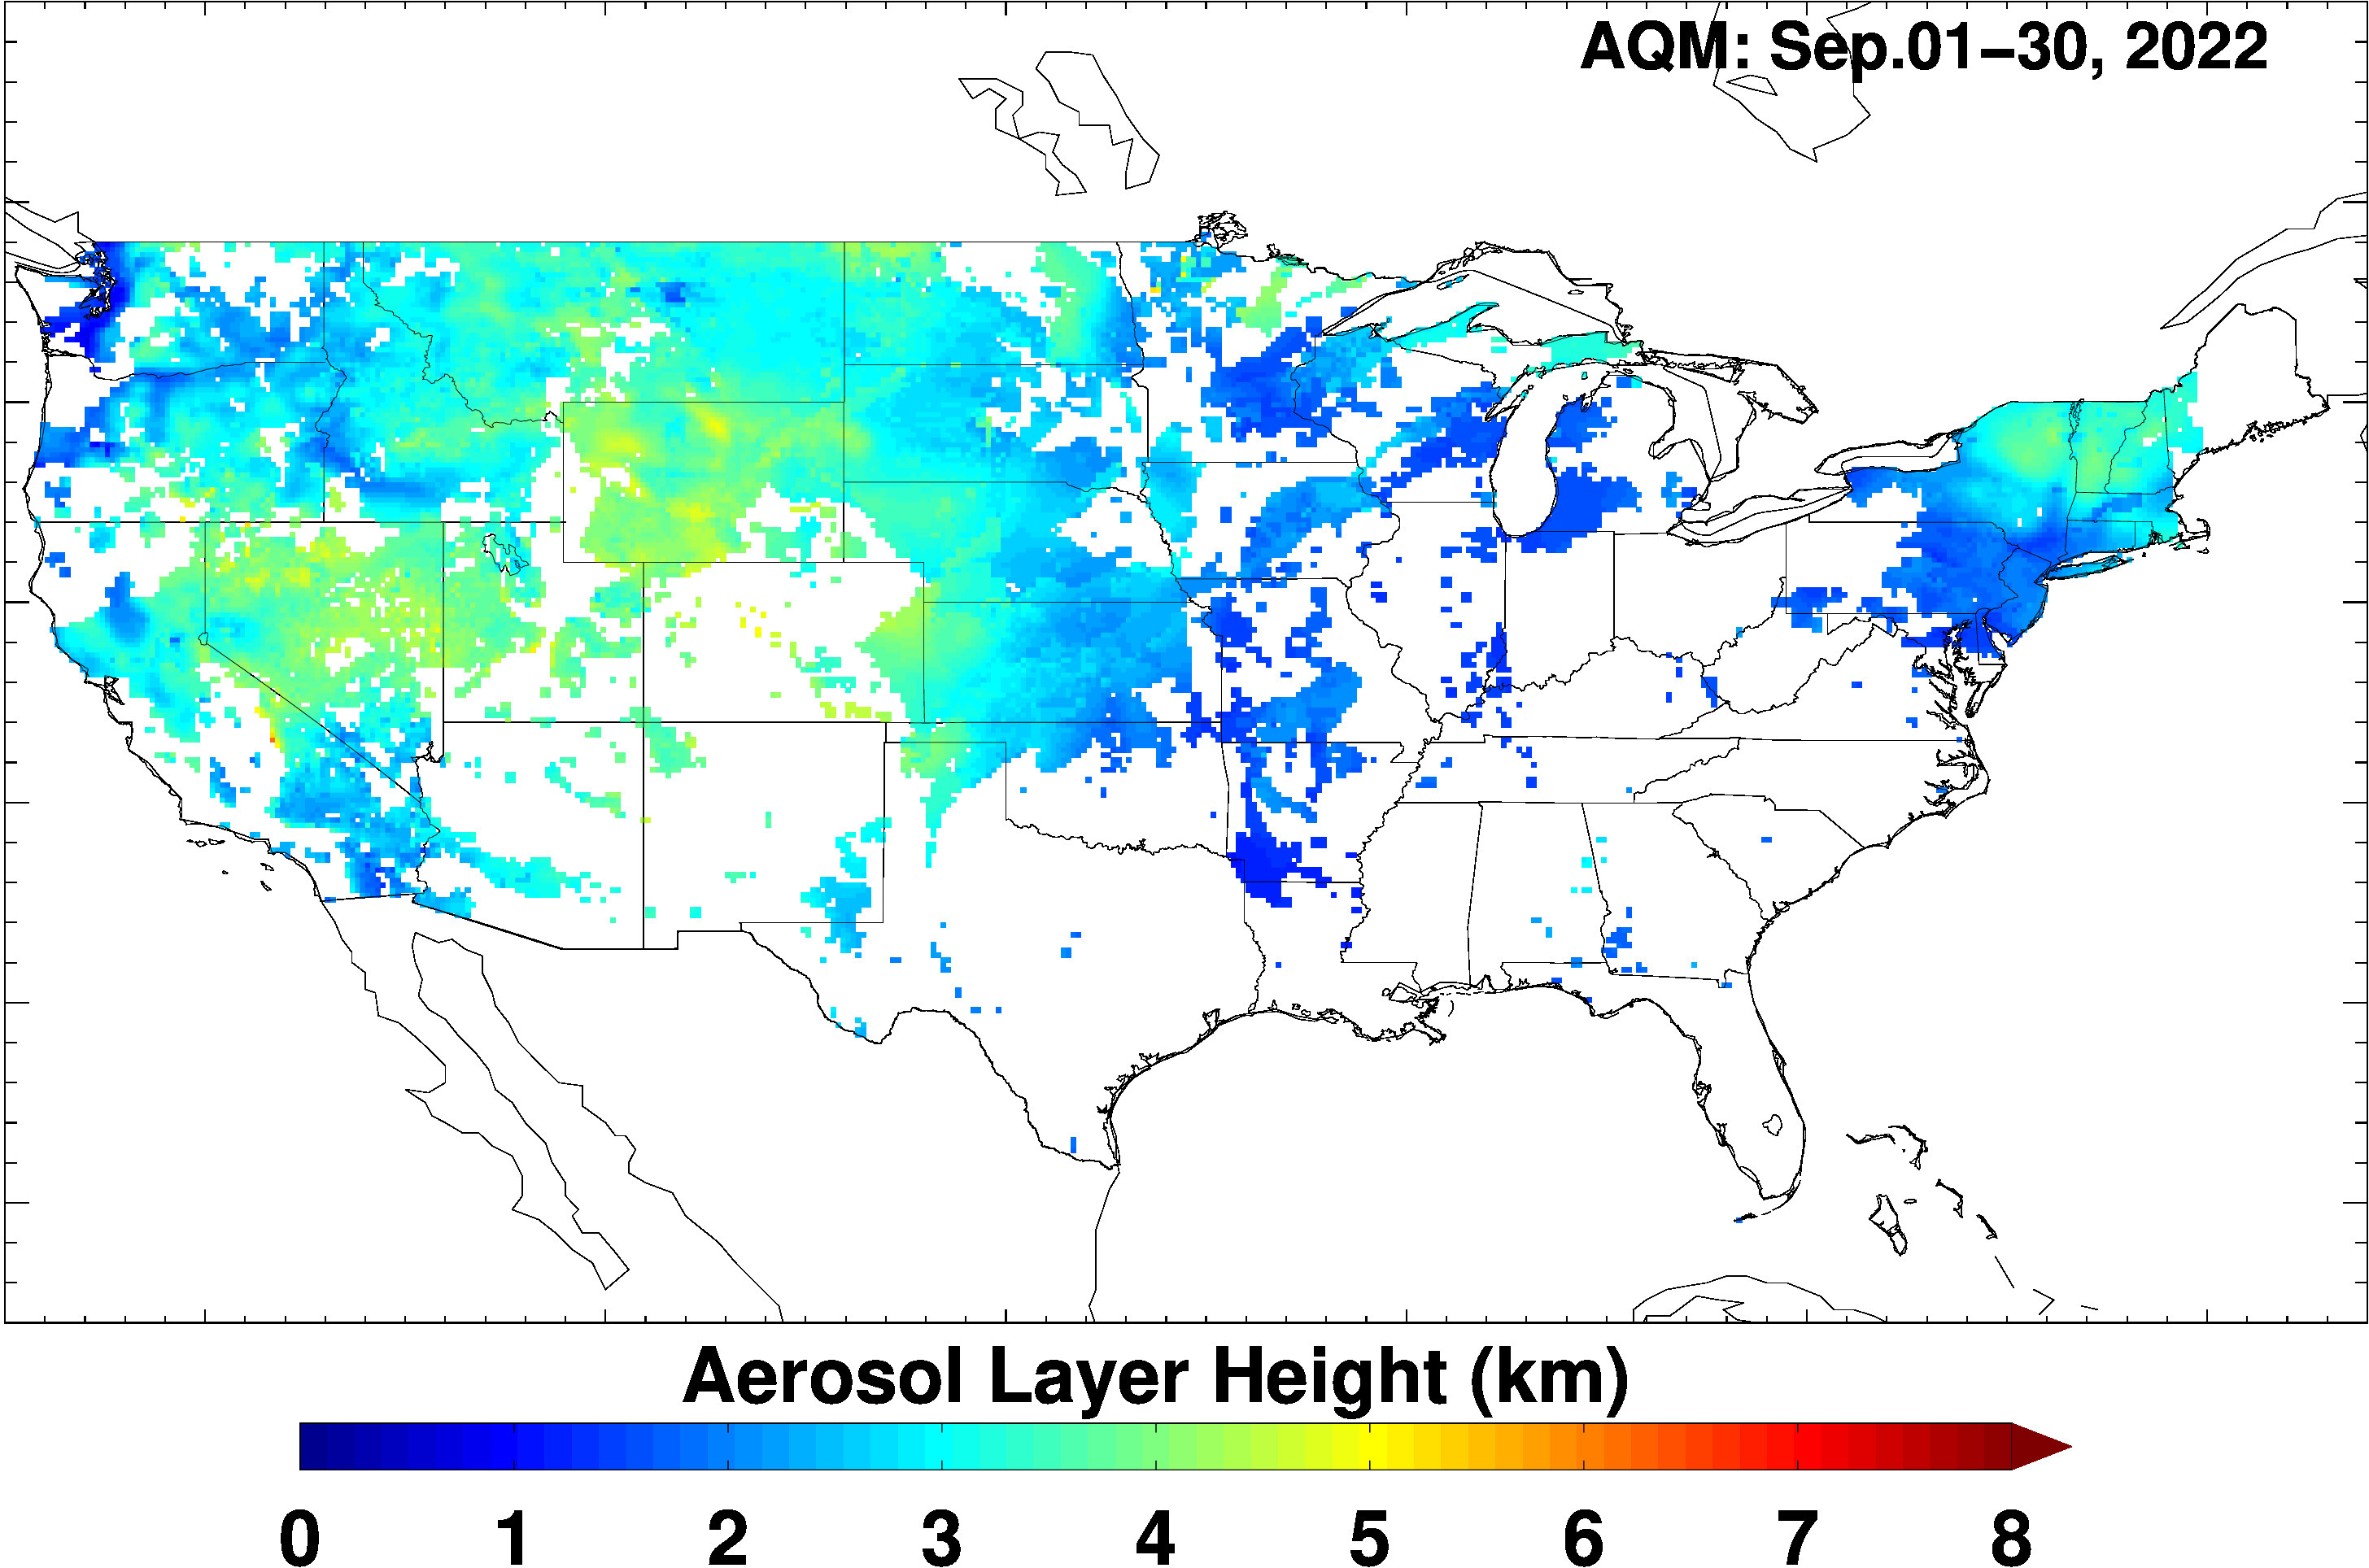 AQM: Sep.01−30, 2022
Aerosol Layer Height (km)
0 1 2 3 4 5 6 7 8